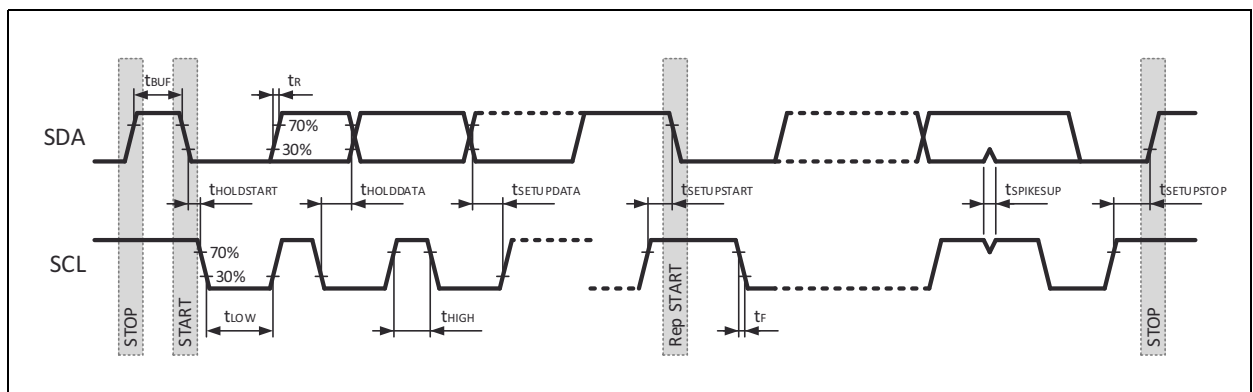 tBUF
tR
SDA
70%
30%
tHOLDSTART
tHOLDDATA
tSETUPDATA
tSETUPSTART
tSPIKESUP
tSETUPSTOP
SCL
70%
30%
tLOW
tHIGH
tF
STOP
START
Rep START
STOP